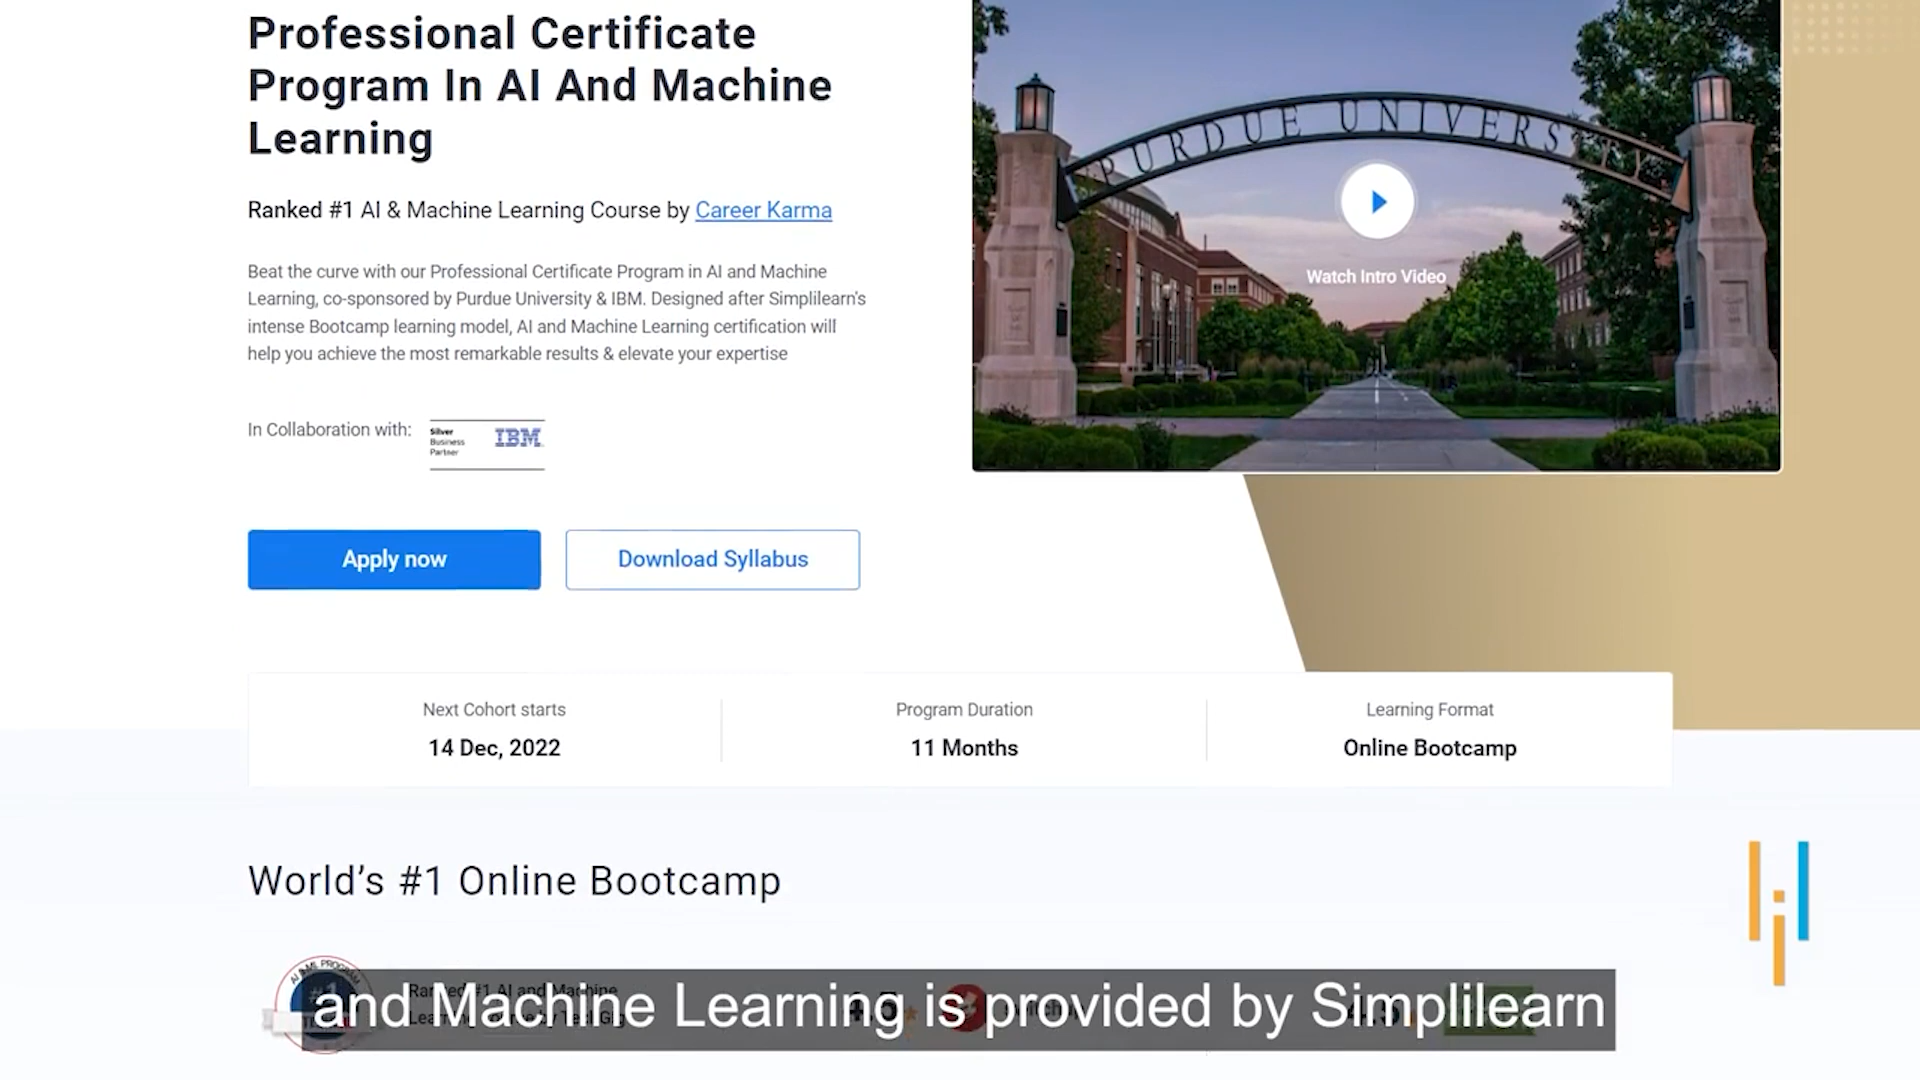 Professional Certificate
Program In AI And Machine
Learning
Ranked #1 AI & Machine Learning Course by Career Karma
Beat the curve with our Professional Certificate Program in AI and Machine
Learning, co-sponsored by Purdue University & IBM. Designed after Simplilearn's
intense Bootcamp learning model, AI and Machine Learning certification will
help you achieve the most remarkable results & elevate your expertise
In Collaboration with:
Silver
Business
Partner
IBM
Apply now
Download Syllabus
PURDUE UNIVERSITY
Watch Intro Video
Next Cohort starts
14 Dec, 2022
Program Duration
11 Months
Learning Format
Online Bootcamp
World's #1 Online Bootcamp
and Machine Learning is provided by Simplilearn